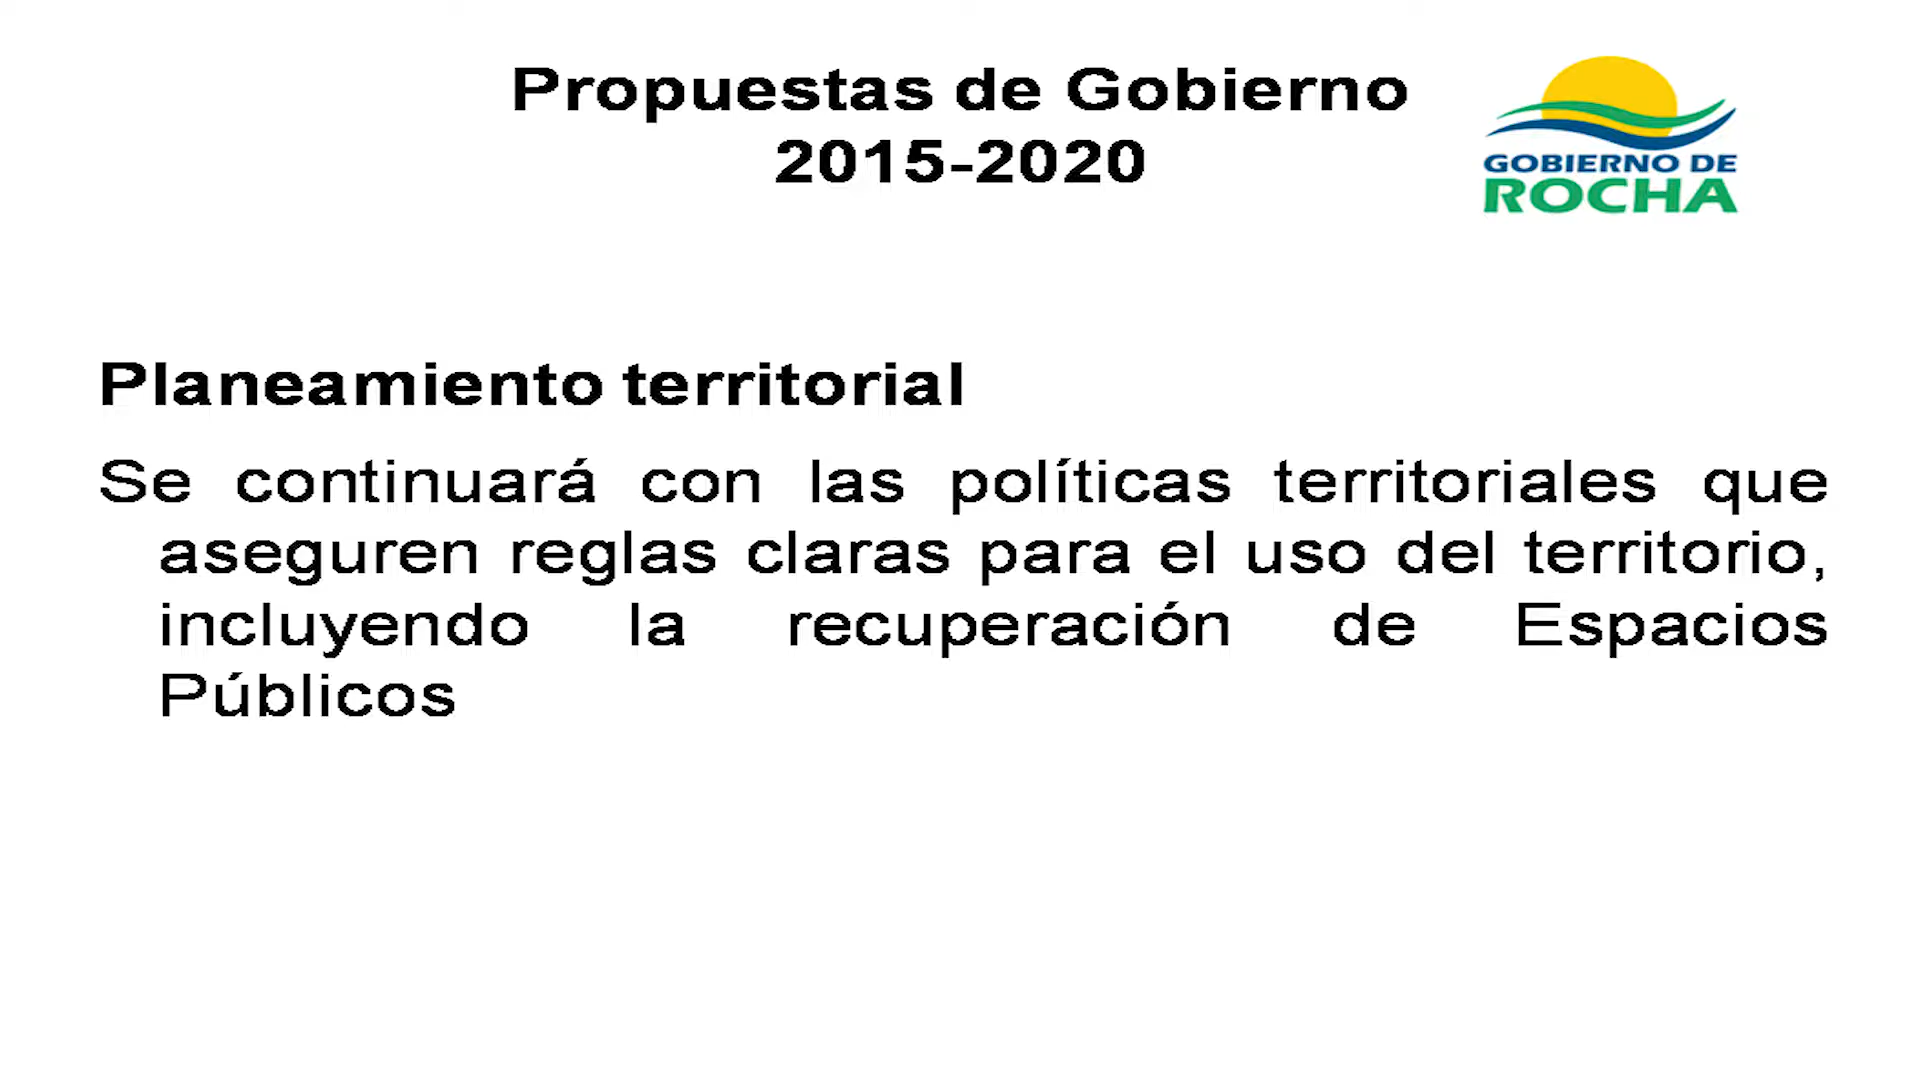 Propuestas de Gobierno
2015-2020
GOBIERNO DE
ROCHA
Planeamiento territorial
Se continuará con las políticas territoriales que
aseguren reglas claras para el uso del territorio,
incluyendo la recuperación de Espacios
Públicos